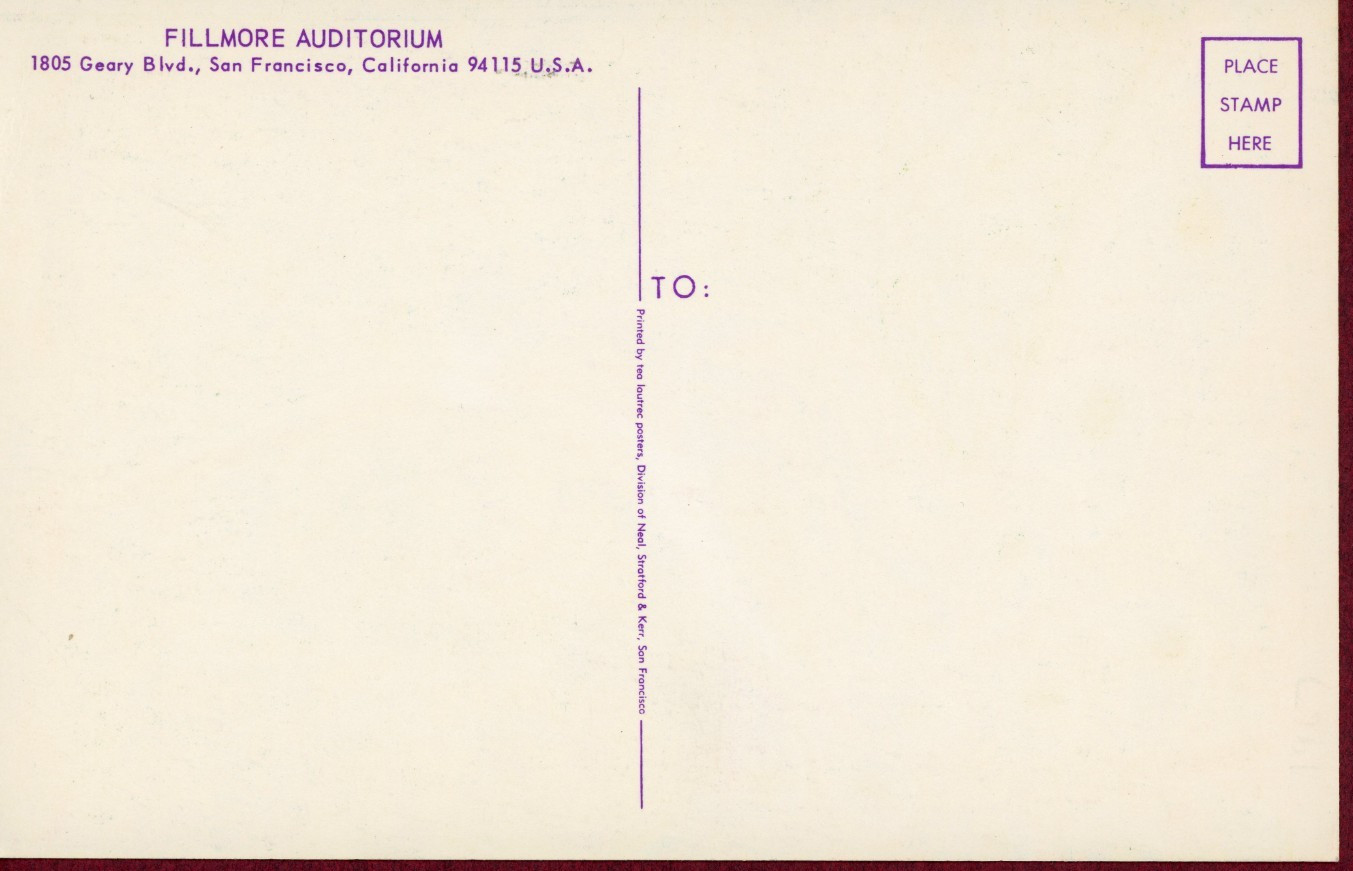 FILLMORE AUDITORIUM
1805 Geary Blvd., San Francisco, California 94115 U.S.A.
PLACE
STAMP
HERE
TO:
Printed by tea lautrec posters, Division of Neal, Stratford & Kerr, San Francisco